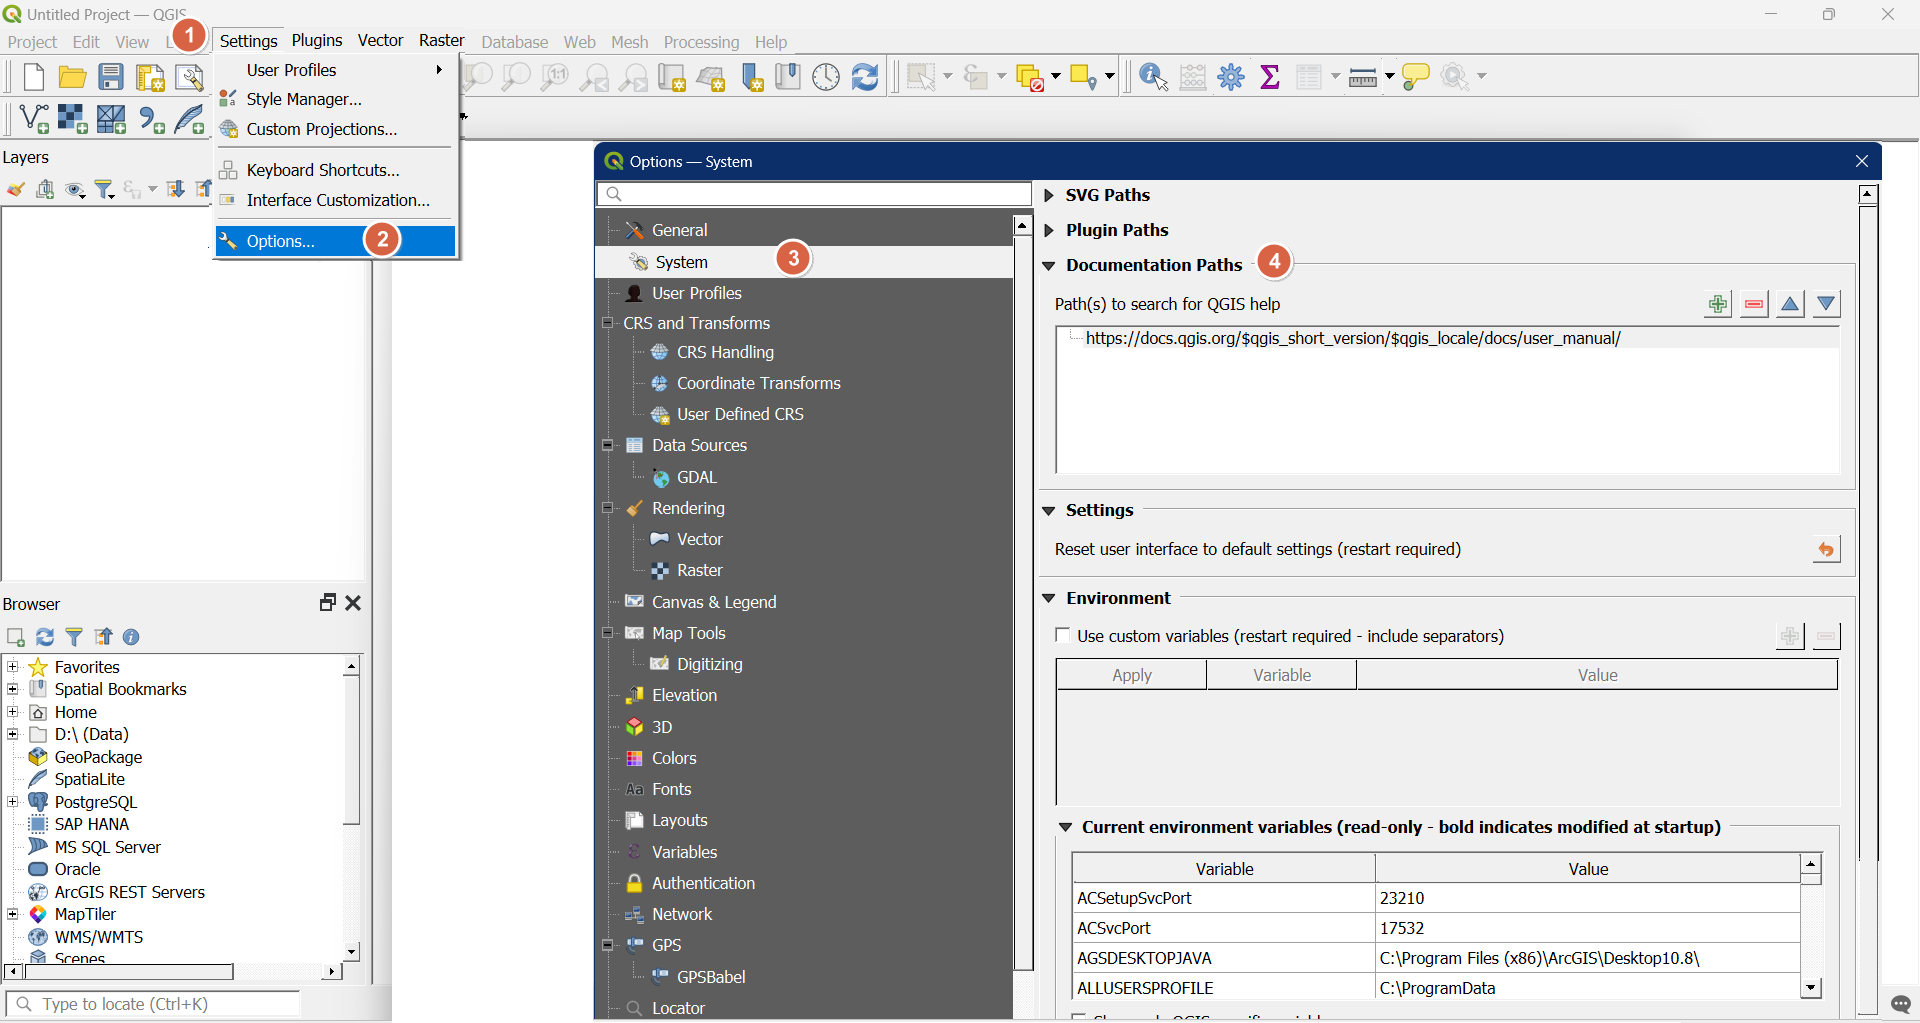 Untitled Project — QGIS
Project Edit View Settings Plugins Vector Raster Database Web Mesh Processing Help
1
User Profiles
Style Manager...
Custom Projections...
Keyboard Shortcuts...
Interface Customization...
Options...
2
1:1
Layers
Browser
Favorites
Spatial Bookmarks
Home
D:\ (Data)
GeoPackage
SpatiaLite
PostgreSQL
SAP HANA
MS SQL Server
Oracle
ArcGIS REST Servers
MapTiler
WMS/WMTS
Scenes
Type to locate (Ctrl+K)
Options — System
General
System
3
User Profiles
CRS and Transforms
CRS Handling
Coordinate Transforms
User Defined CRS
Data Sources
GDAL
Rendering
Vector
Raster
Canvas & Legend
Map Tools
Digitizing
Elevation
3D
Colors
Aa Fonts
Layouts
Variables
Authentication
Network
GPS
GPSBabel
Locator
SVG Paths
Plugin Paths
Documentation Paths
4
Path(s) to search for QGIS help
https://docs.qgis.org/$qgis_short_version/$qgis_locale/docs/user_manual/
Settings
Reset user interface to default settings (restart required)
Environment
Use custom variables (restart required - include separators)
Apply Variable Value
Current environment variables (read-only - bold indicates modified at startup)
Variable Value
ACSetupSvcPort 23210
ACSvcPort 17532
AGSDESKTOPJAVA C:\Program Files (x86)\ArcGIS\Desktop10.8\
ALLUSERSPROFILE C:\ProgramData